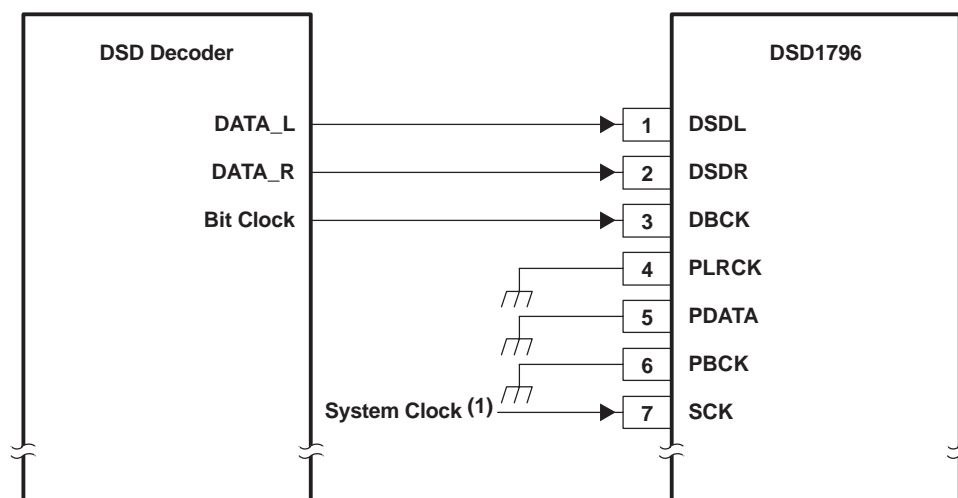 DSD Decoder DSD1796
DATA_L 1 DSDL
DATA_R 2 DSDR
Bit Clock 3 DBCK
4 PLRCK
5 PDATA
6 PBCK
System Clock (1) 7 SCK